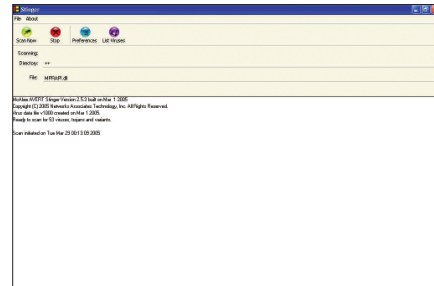 Stinger
File About
Scan Now Stop Preferences List Viruses
Scanning:
Directory: **
File: MPRAPI.dll
McAfee AVERT Stinger Version 2.5.3 built on Mar 1 2005
Copyright (C) 2005 Networks Associates Technology, Inc. All Rights Reserved.
Virus data file v1000 created on Mar 1 2005.
Ready to scan for 53 viruses, trojans and variants.
Scan initiated on Tue Mar 29 00:13:09 2005